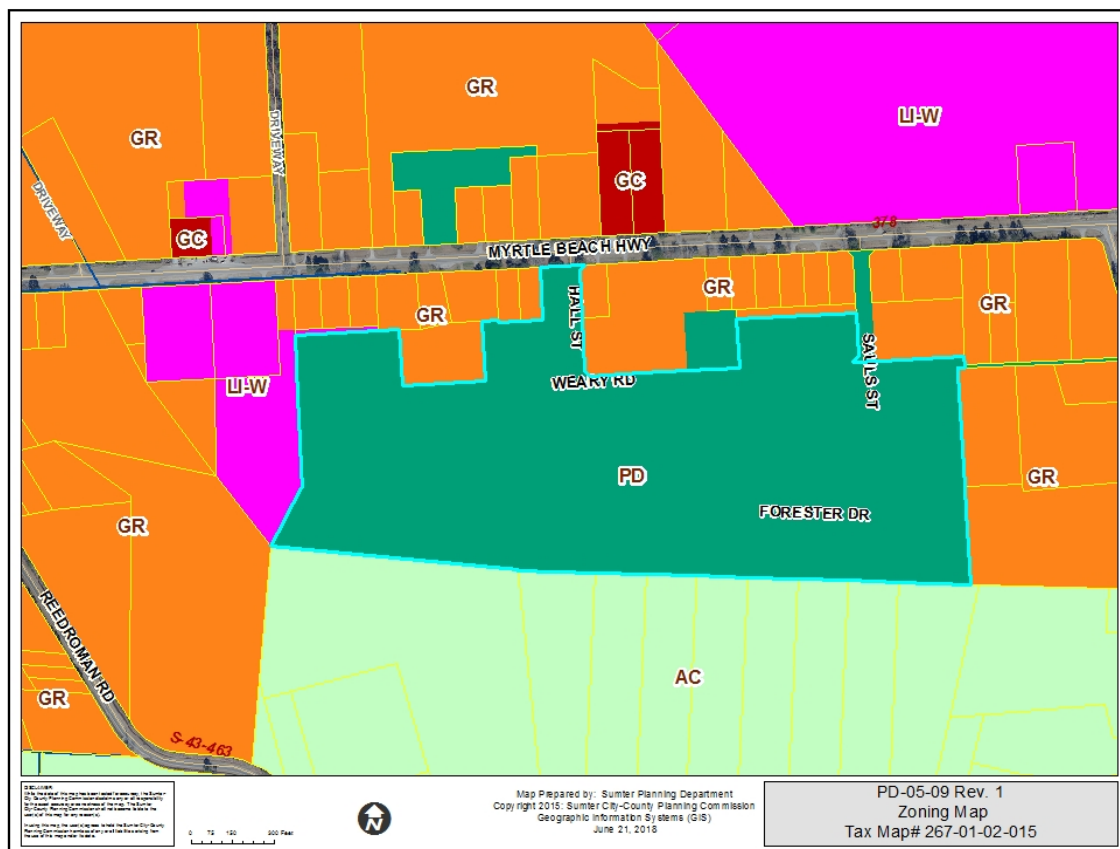 GR
GR
LI-W
DRIVEWAY
DRIVEWAY
GC
GC
378
MYRTLE BEACH HWY
HALL ST
GR
GR
GR
SAULS ST
WEARY RD
LI-W
PD
GR
FORESTER DR
GR
REEDROMAN RD
AC
GR
S-43-463
DISCLAIMER:
N
Map Prepared by: Sumter Planning Department
Copyright 2015: Sumter City-County Planning Commission
Geographic Information Systems (GIS)
June 21, 2018
PD-05-09 Rev. 1
Zoning Map
Tax Map# 267-01-02-015
0 75 150 300 Feet